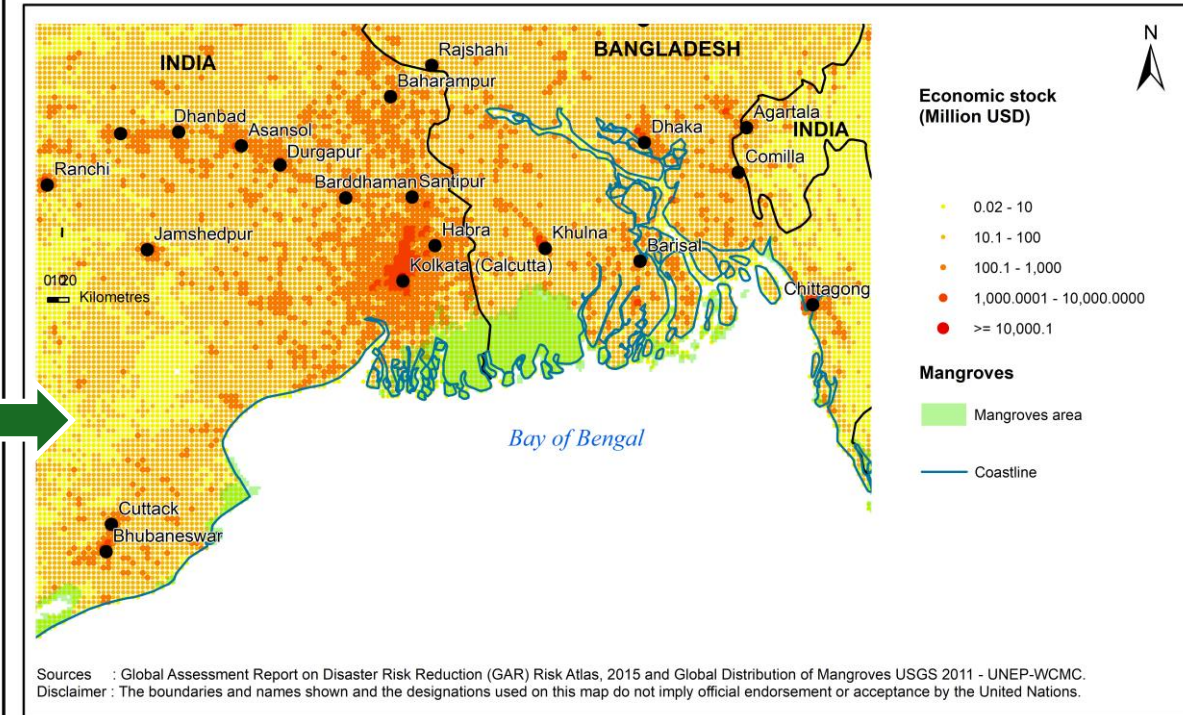 INDIA
BANGLADESH
N
Rajshahi
Baharampur
Dhanbad
Asansol
Durgapur
Dhaka
Agartala
INDIA
Comilla
Ranchi
Barddhaman
Santipur
Jamshedpur
Habra
Khulna
Barisal
Kolkata (Calcutta)
Chittagong
Kilometres
Bay of Bengal
Cuttack
Bhubaneswar
Economic stock
(Million USD)
0.02 - 10
10.1 - 100
100.1 - 1,000
1,000.0001 - 10,000.0000
>= 10,000.1
Mangroves
Mangroves area
Coastline
Sources : Global Assessment Report on Disaster Risk Reduction (GAR) Risk Atlas, 2015 and Global Distribution of Mangroves USGS 2011 - UNEP-WCMC.
Disclaimer : The boundaries and names shown and the designations used on this map do not imply official endorsement or acceptance by the United Nations.